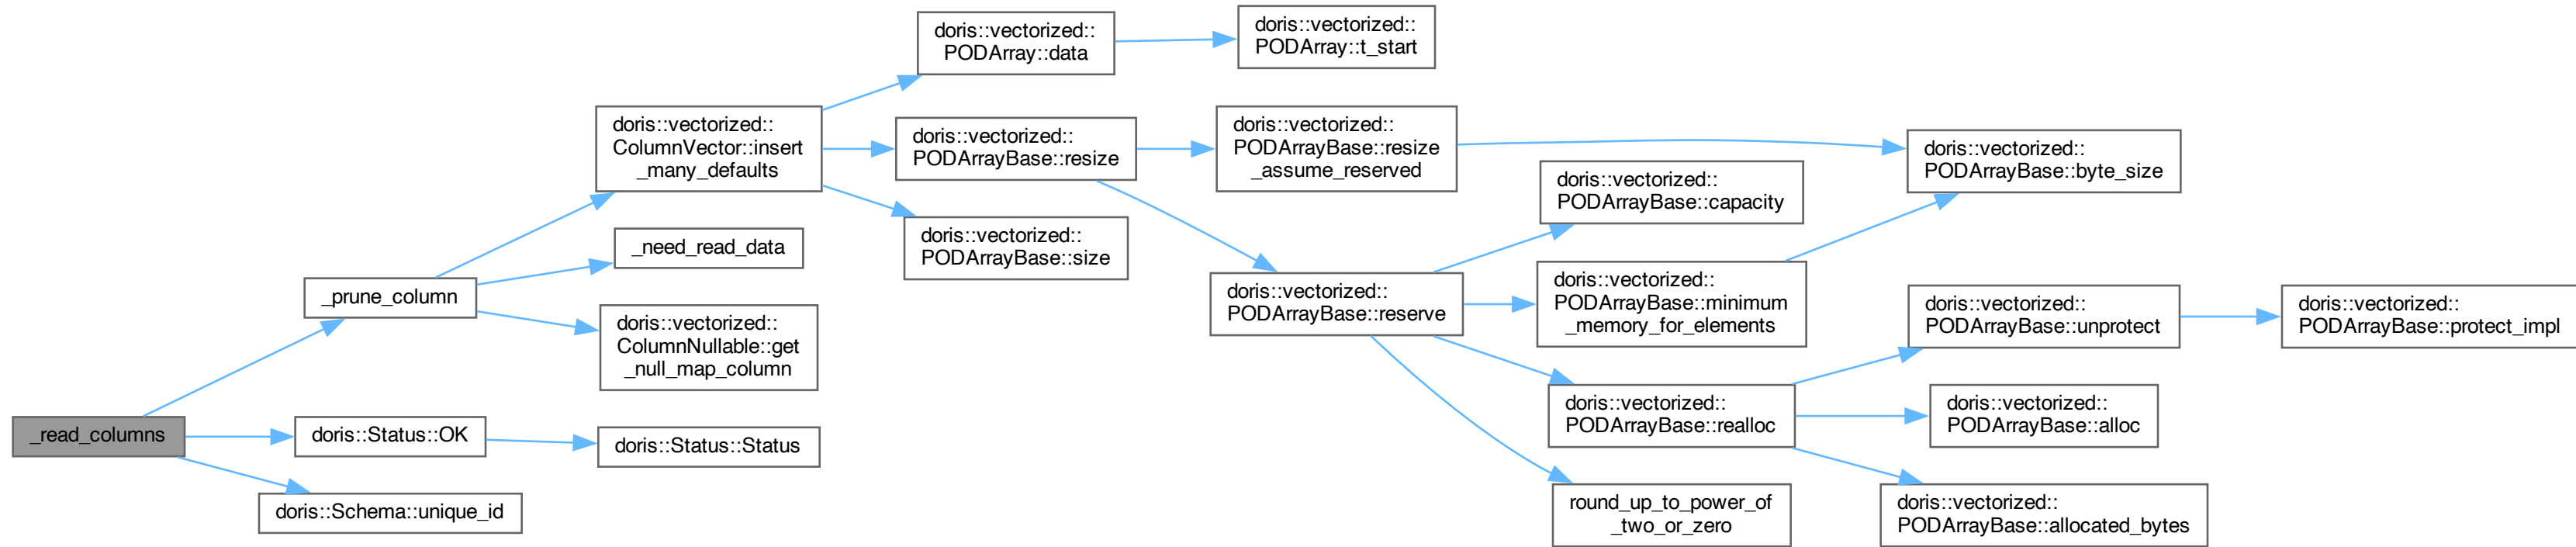 _read_columns
_prune_column
doris::Status::OK
doris::Schema::unique_id
doris::vectorized::
ColumnVector::insert
_many_defaults
_need_read_data
doris::vectorized::
ColumnNullable::get
_null_map_column
doris::Status::Status
doris::vectorized::
PODArray::data
doris::vectorized::
PODArrayBase::resize
doris::vectorized::
PODArrayBase::size
doris::vectorized::
PODArray::t_start
doris::vectorized::
PODArrayBase::resize
_assume_reserved
doris::vectorized::
PODArrayBase::reserve
doris::vectorized::
PODArrayBase::capacity
doris::vectorized::
PODArrayBase::minimum
_memory_for_elements
doris::vectorized::
PODArrayBase::realloc
round_up_to_power_of
_two_or_zero
doris::vectorized::
PODArrayBase::byte_size
doris::vectorized::
PODArrayBase::unprotect
doris::vectorized::
PODArrayBase::alloc
doris::vectorized::
PODArrayBase::allocated_bytes
doris::vectorized::
PODArrayBase::protect_impl